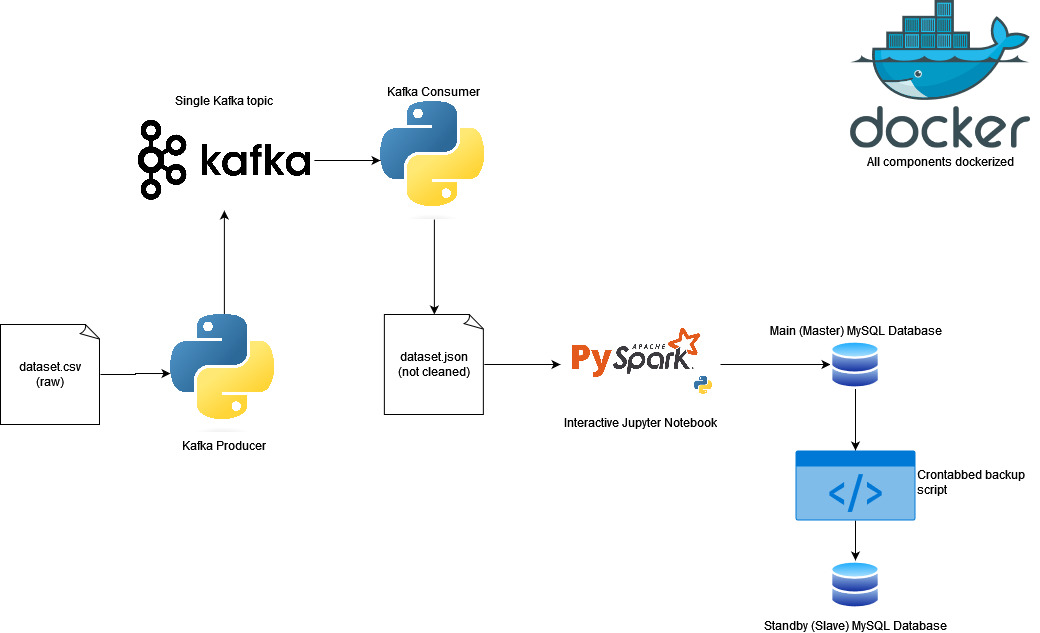 docker
All components dockerized
Single Kafka topic
kafka
Kafka Consumer
dataset.csv
(raw)
Kafka Producer
dataset.json
(not cleaned)
APACHE
PySpark
Interactive Jupyter Notebook
Main (Master) MySQL Database
</>
Crontabbed backup
script
Standby (Slave) MySQL Database